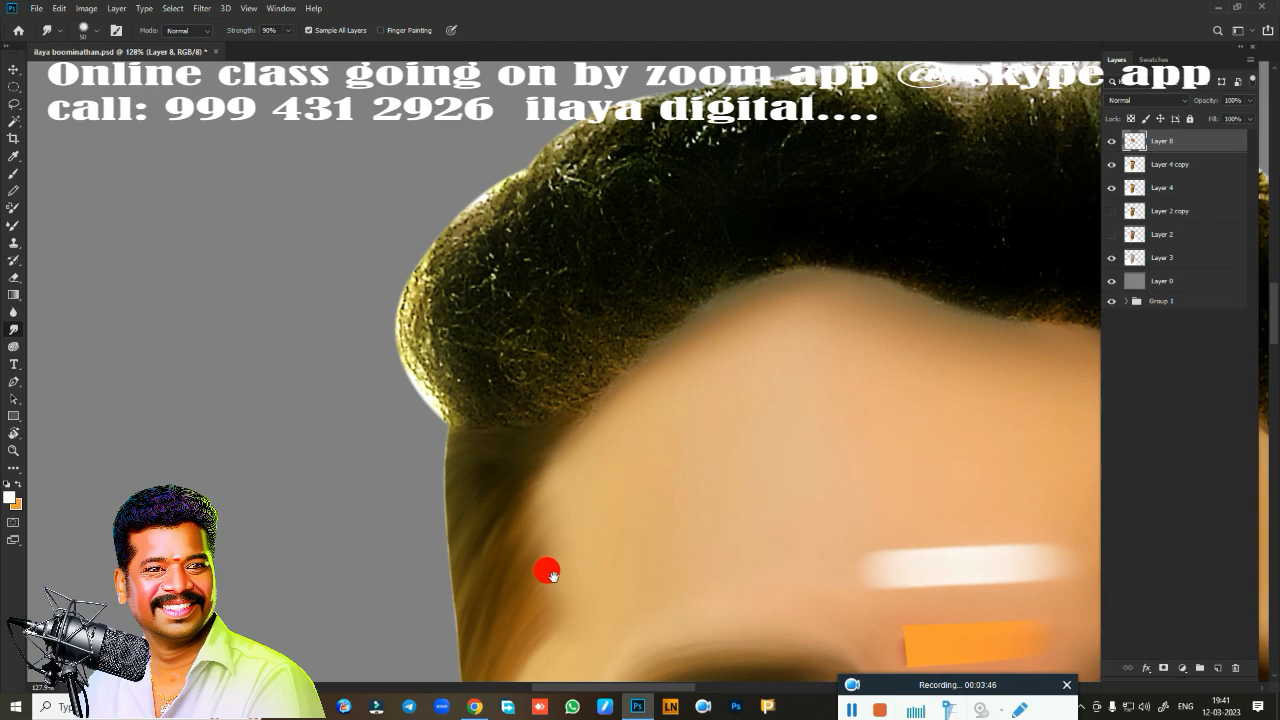 File Edit Image Layer Type Select Filter 3D View Window Help
Mode: Normal Strength: 90% Sample All Layers Finger Painting
50
ilaya boominathan.psd @ 128% (Layer 8, RGB/8) *
Online class going on by zoom app @ skype app
call: 999 431 2926 ilaya digital....
Layers Swatches
Normal Opacity: 100%
Lock: Fill: 100%
Layer 8
Layer 4 copy
Layer 4
Layer 2 copy
Layer 2
Layer 3
Layer 0
Group 1
Recording... 00:03:46
ENG
19:41
12-03-2023